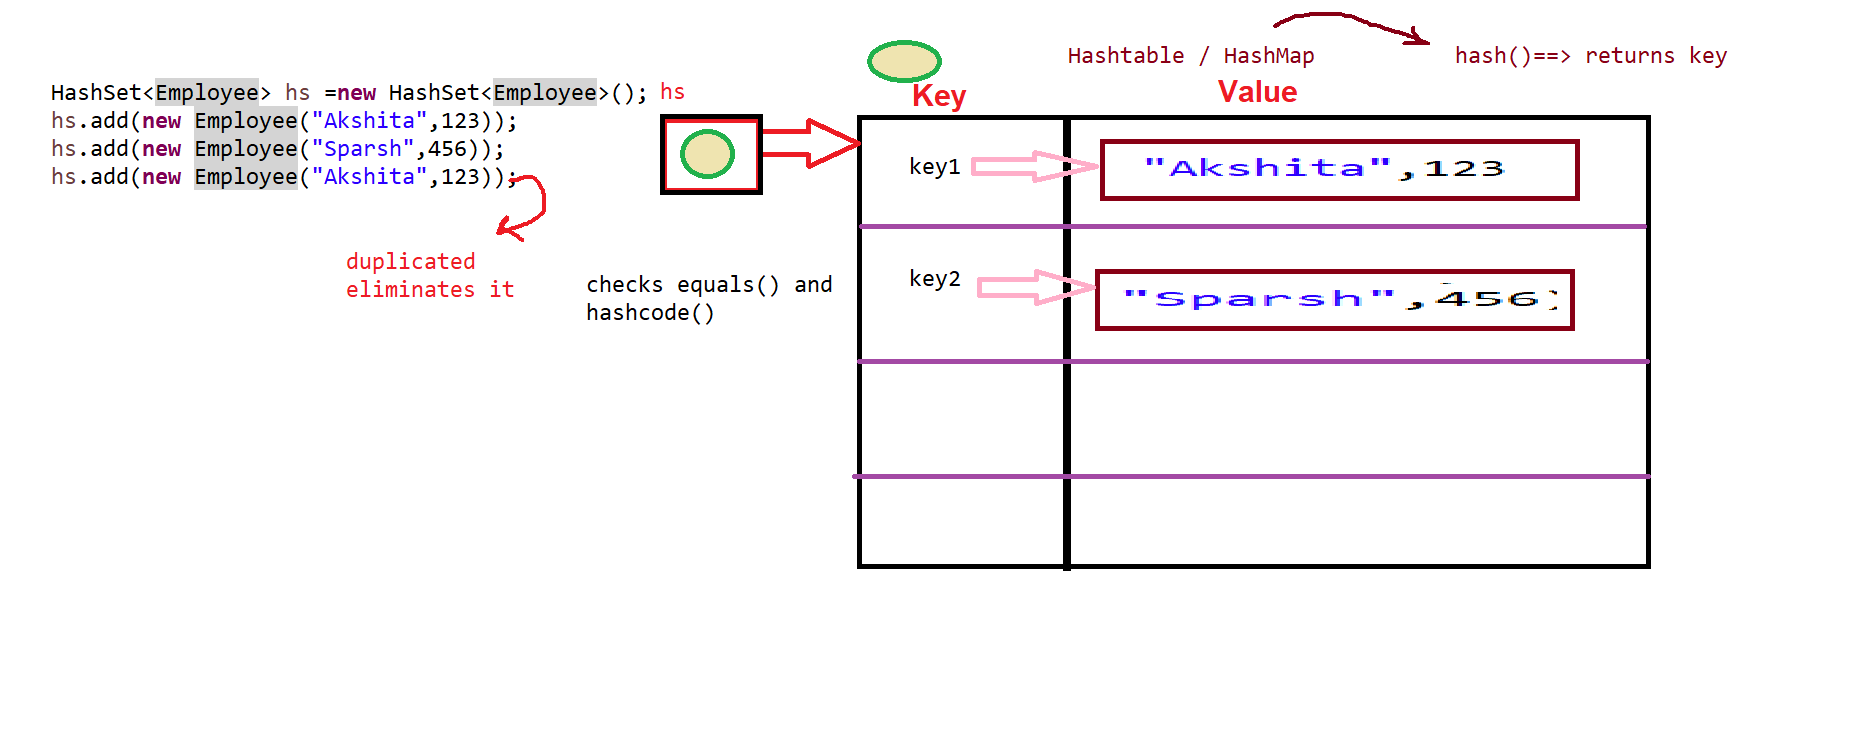 HashSet<Employee> hs =new HashSet<Employee>();
hs.add(new Employee("Akshita",123));
hs.add(new Employee("Sparsh",456));
hs.add(new Employee("Akshita",123));
duplicated
eliminates it
checks equals() and
hashcode()
hs
Hashtable / HashMap
hash()==> returns key
Key
Value
key1
"Akshita",123
key2
"Sparsh",456)